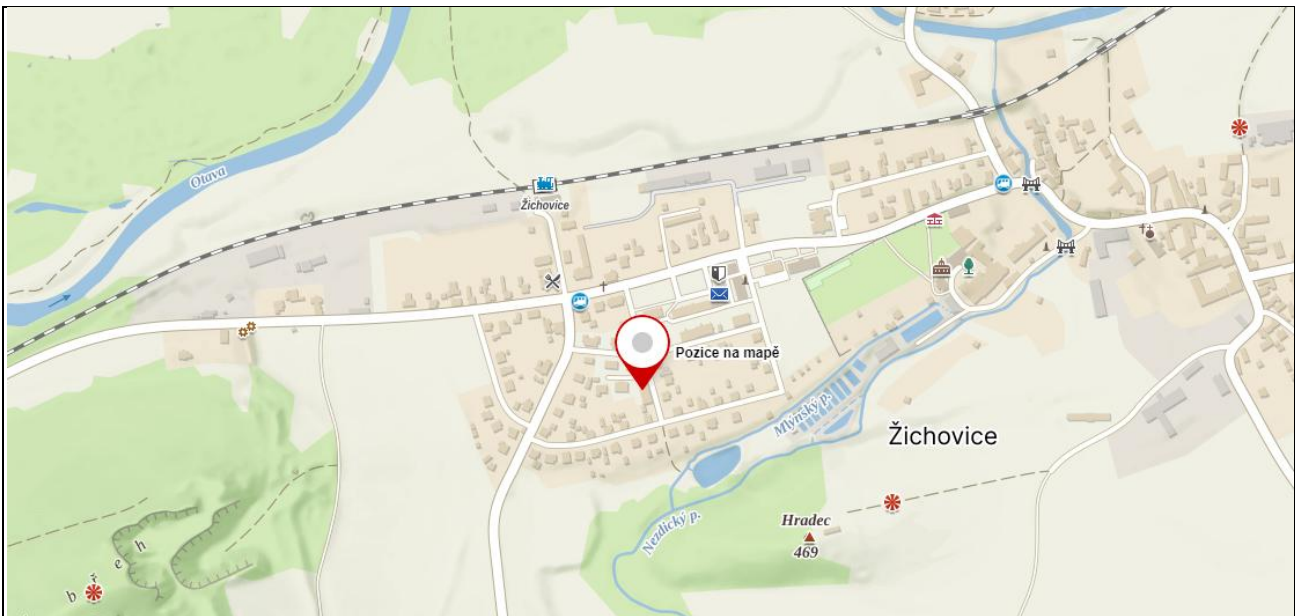 Otava
Žichovice
Pozice na mapě
Mlýnský p.
Žichovice
Nezdický p.
Hradec
469
b ř e h